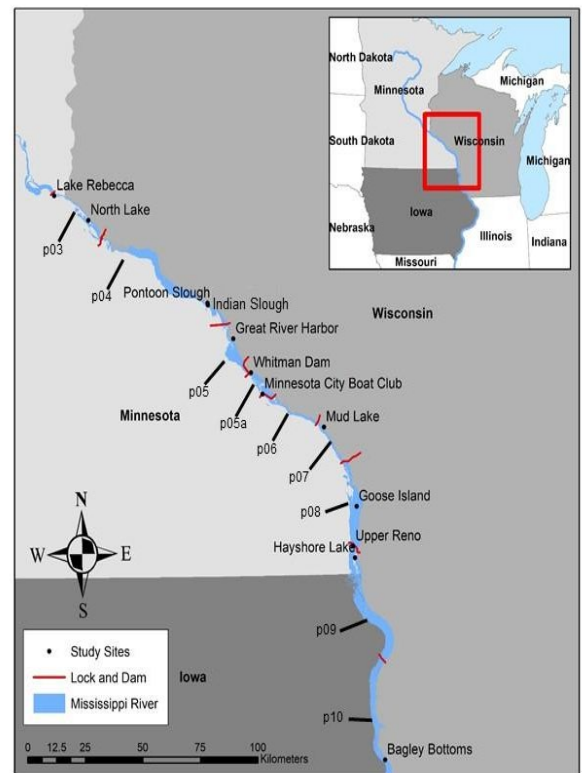 North Dakota
Minnesota
Michigan
South Dakota
Wisconsin
Michigan
Iowa
Nebraska
Illinois
Indiana
Missouri
Lake Rebecca
North Lake
p03
p04
Pontoon Slough
Indian Slough
Wisconsin
Great River Harbor
Whitman Dam
p05
Minnesota City Boat Club
Minnesota
p05a
Mud Lake
p06
p07
Goose Island
p08
N
Upper Reno
W
E
Hayshore Lake
S
p09
Study Sites
Lock and Dam
Iowa
Mississippi River
p10
0 12.5 25 50 75 100
Kilometers
Bagley Bottoms